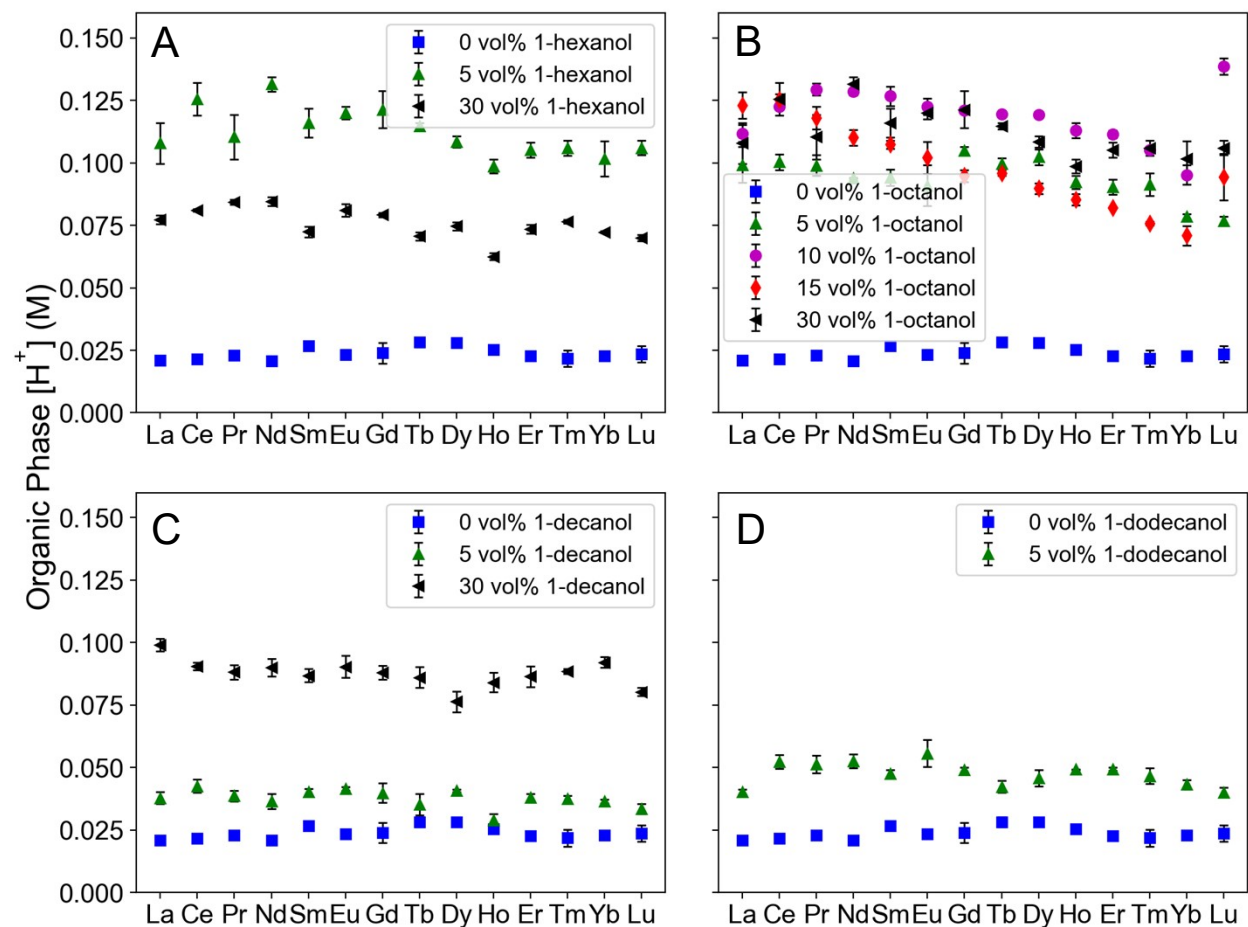 Organic Phase [H+] (M)
A
0 vol% 1-hexanol
5 vol% 1-hexanol
30 vol% 1-hexanol
0.150
0.125
0.100
0.075
0.050
0.025
0.000
La Ce Pr Nd Sm Eu Gd Tb Dy Ho Er Tm Yb Lu
B
0 vol% 1-octanol
5 vol% 1-octanol
10 vol% 1-octanol
15 vol% 1-octanol
30 vol% 1-octanol
La Ce Pr Nd Sm Eu Gd Tb Dy Ho Er Tm Yb Lu
C
0 vol% 1-decanol
5 vol% 1-decanol
30 vol% 1-decanol
0.150
0.125
0.100
0.075
0.050
0.025
0.000
La Ce Pr Nd Sm Eu Gd Tb Dy Ho Er Tm Yb Lu
D
0 vol% 1-dodecanol
5 vol% 1-dodecanol
La Ce Pr Nd Sm Eu Gd Tb Dy Ho Er Tm Yb Lu